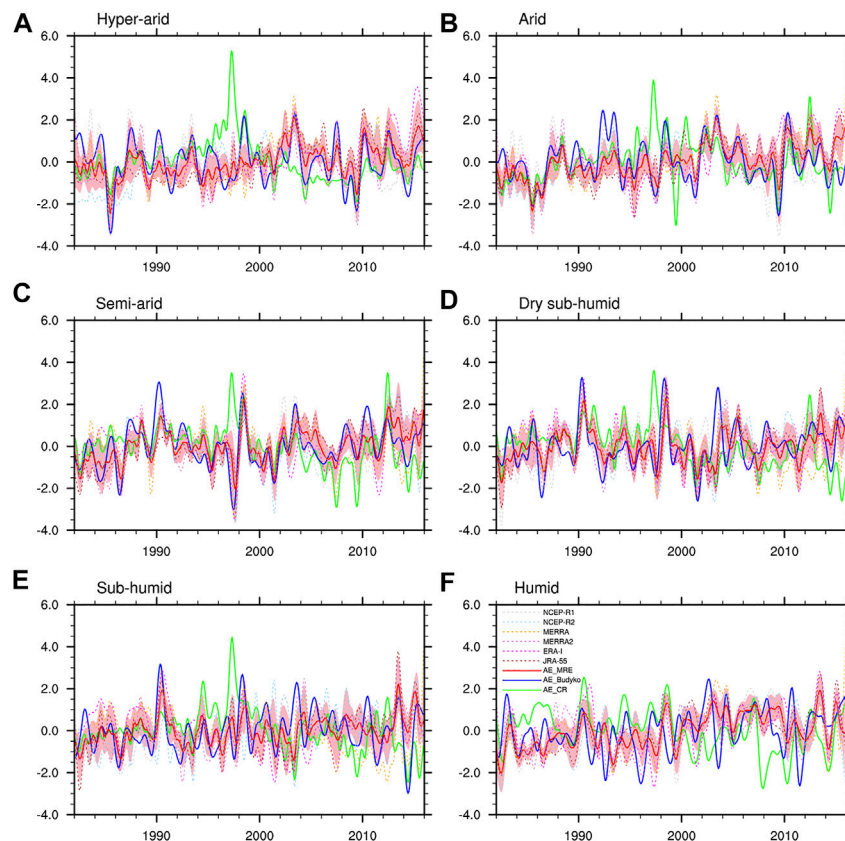 A Hyper-arid
6.0
4.0
2.0
0.0
-2.0
-4.0
1990 2000 2010
B Arid
6.0
4.0
2.0
0.0
-2.0
-4.0
1990 2000 2010
C Semi-arid
6.0
4.0
2.0
0.0
-2.0
-4.0
1990 2000 2010
D Dry sub-humid
6.0
4.0
2.0
0.0
-2.0
-4.0
1990 2000 2010
E Sub-humid
6.0
4.0
2.0
0.0
-2.0
-4.0
1990 2000 2010
F Humid
6.0
4.0
2.0
0.0
-2.0
-4.0
NCEP-R1
NCEP-R2
MERRA
MERRA2
ERA-I
JRA-55
AE_MRE
AE_Budyko
AE_CR
1990 2000 2010